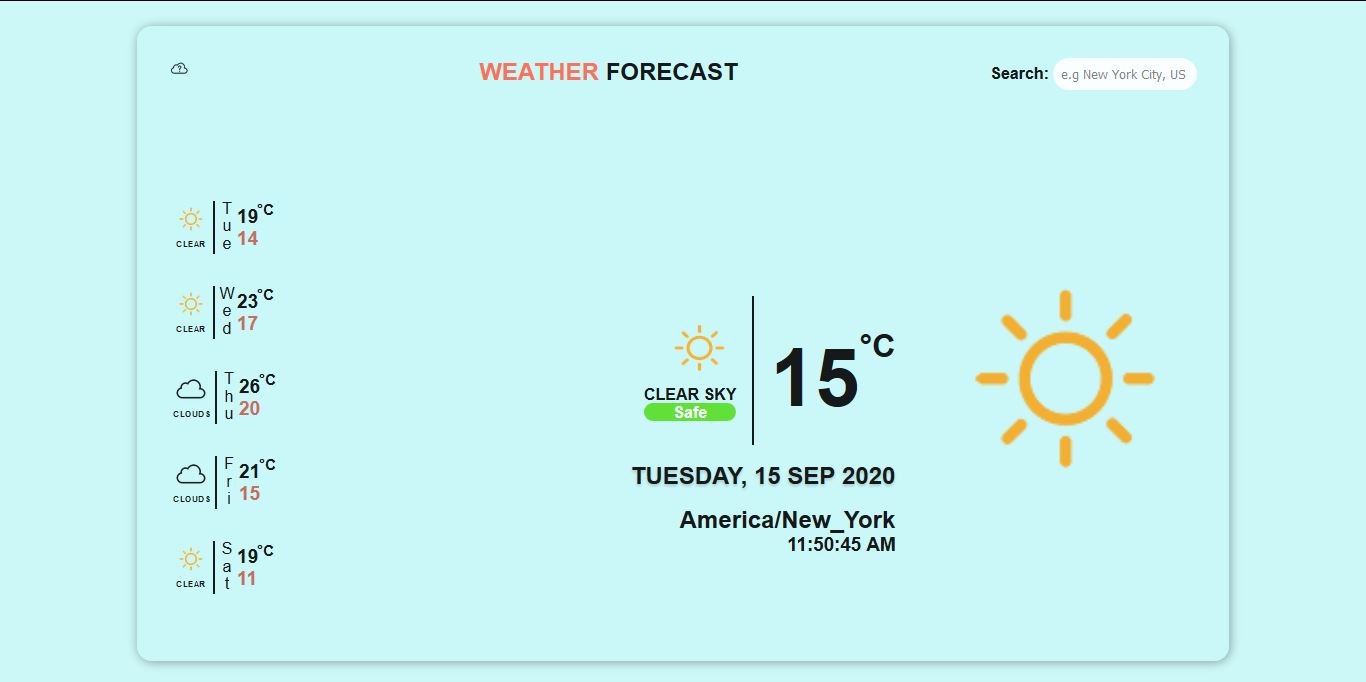 WEATHER FORECAST
Search: e.g New York City, US
Tue
19°C
14
CLEAR
Wed
23°C
17
CLEAR
Thu
26°C
20
CLOUDS
Fri
21°C
15
CLOUDS
Sat
19°C
11
CLEAR
15°C
CLEAR SKY
Safe
TUESDAY, 15 SEP 2020
America/New_York
11:50:45 AM